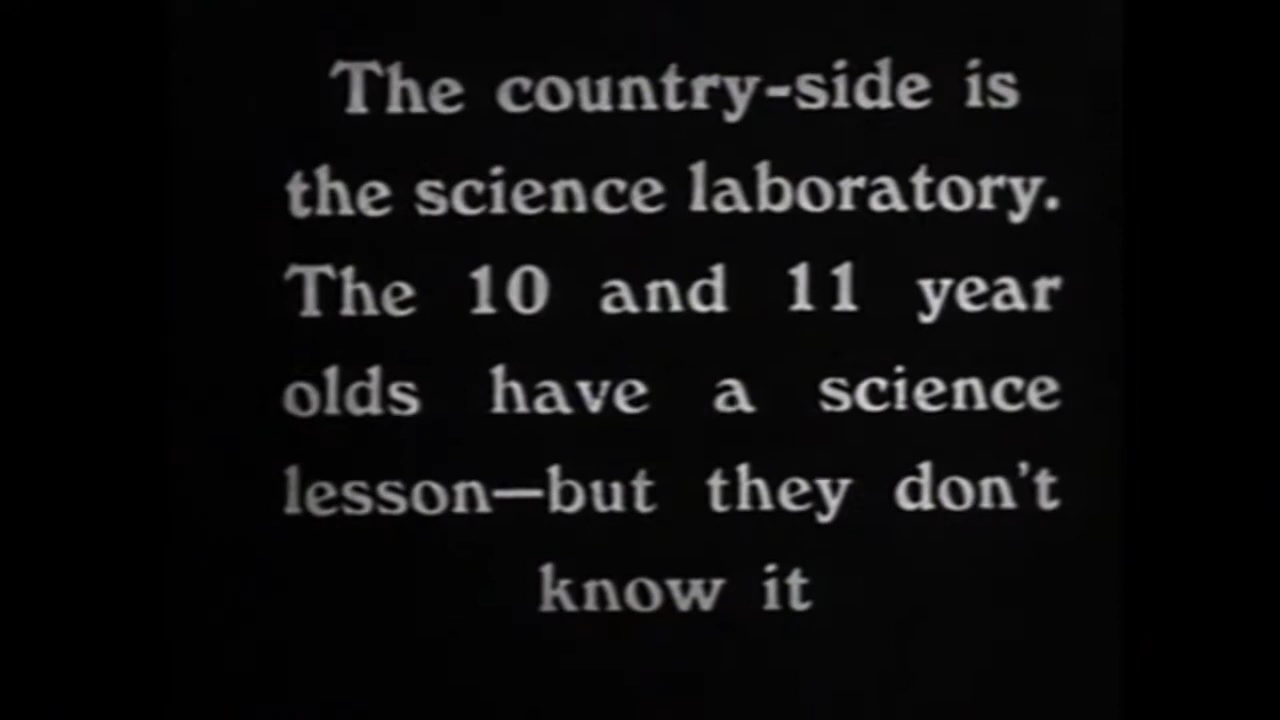 The country-side is
the science laboratory.
The 10 and 11 year
olds have a science
lesson—but they don't
know it